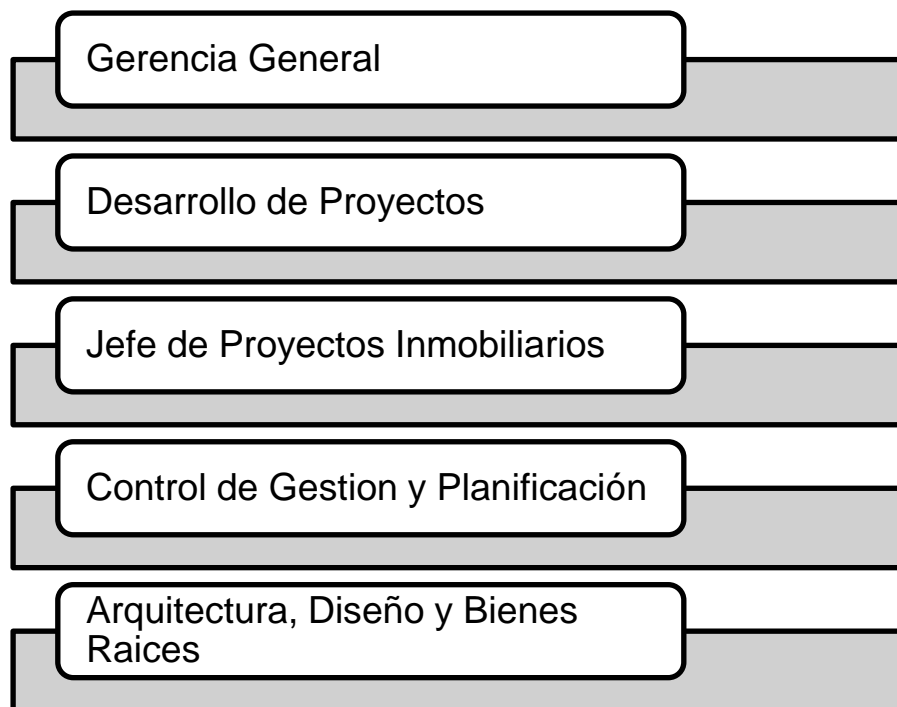 Gerencia General
Desarrollo de Proyectos
Jefe de Proyectos Inmobiliarios
Control de Gestion y Planificación
Arquitectura, Diseño y Bienes
Raices